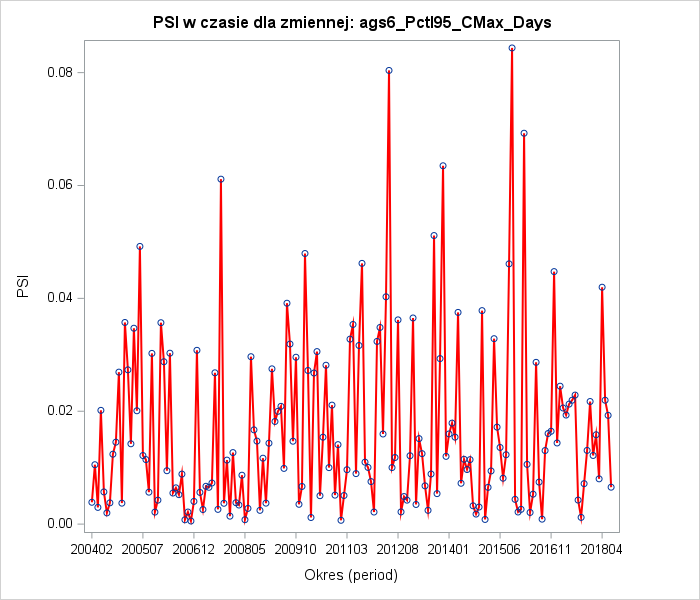 PSI w czasie dla zmiennej: ags6_Pctl95_CMax_Days
0.08
0.06
0.04
0.02
0.00
PSI
200402 200507 200612 200805 200910 201103 201208 201401 201506 201611 201804
Okres (period)